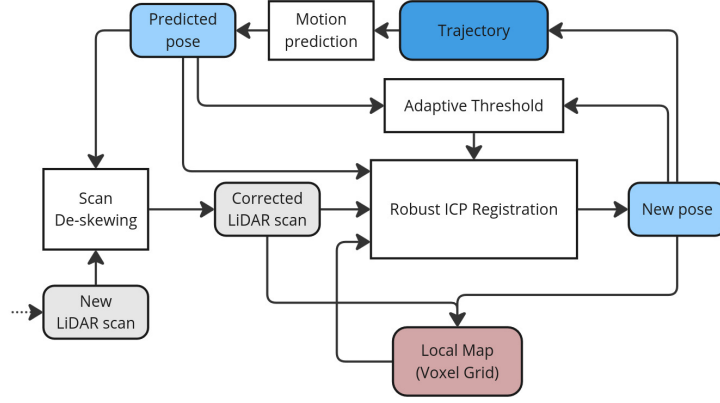 Predicted
pose
Motion
prediction
Trajectory
Adaptive Threshold
Scan
De-skewing
Corrected
LiDAR scan
Robust ICP Registration
New pose
New
LiDAR scan
Local Map
(Voxel Grid)